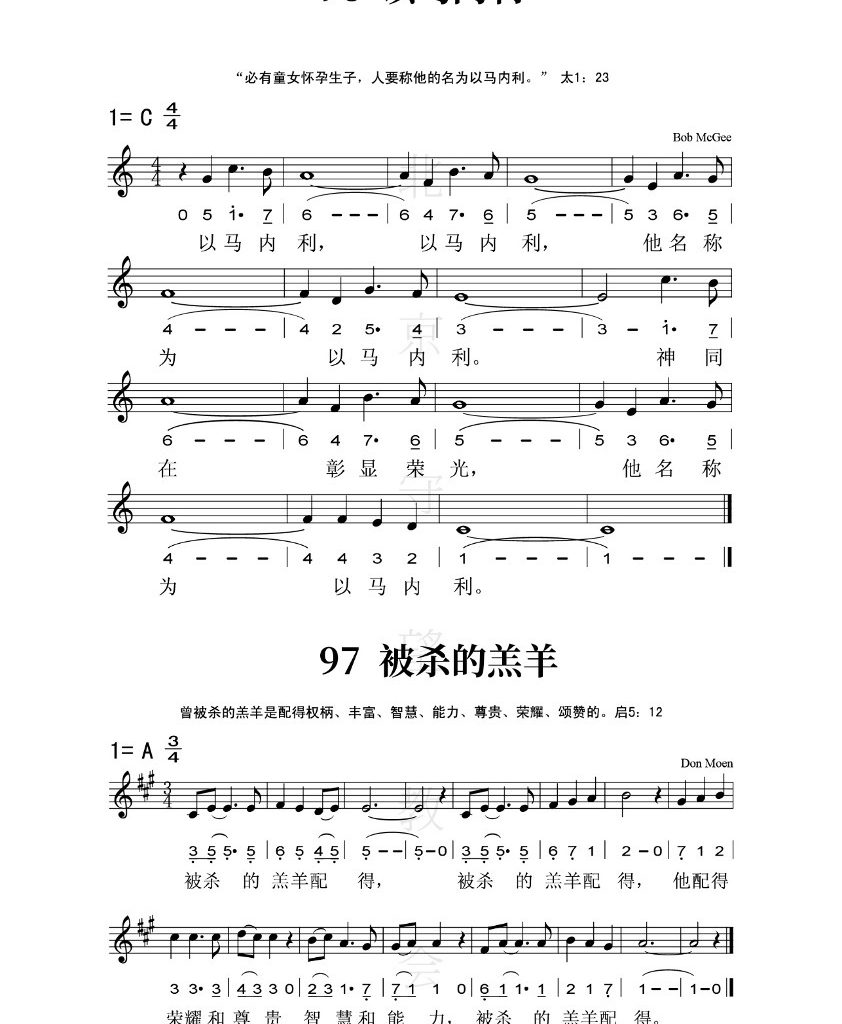 “必有童女怀孕生子，人要称他的名为以马内利。” 太1：23
1= C 4/4
Bob McGee
0 5 1· 7 | 6 - - - | 6 4 7· 6 | 5 - - - | 5 3 6· 5 |
以 马 内 利， 以 马 内 利， 他 名 称
4 - - - | 4 2 5· 4 | 3 - - - | 3 - 1· 7 |
为 以 马 内 利。 神 同
6 - - - | 6 4 7· 6 | 5 - - - | 5 3 6· 5 |
在 彰 显 荣 光， 他 名 称
4 - - - | 4 4 3 2 | 1 - - - | 1 - - - ‖
为 以 马 内 利。
97 被杀的羔羊
曾被杀的羔羊是配得权柄、丰富、智慧、能力、尊贵、荣耀、颂赞的。启5：12
1= A 3/4
Don Moen
3 5 5· 5 | 6 5 4 5 | 5 - - | 5 - 0 | 3 5 5· 5 | 6 7 1 | 2 - 0 | 7 1 2 |
被杀 的 羔羊配 得， 被杀 的 羔羊配 得，他配得
3 3· 3 | 4 3 3 0 | 2 3 1· 7 | 7 1 1 0 | 6 1 1· 1 | 2 1 7 | 1 - - | 1 - 0 ‖
荣耀和 尊 贵 智 慧和 能 力， 被杀 的 羔羊配 得。
北京守望教会